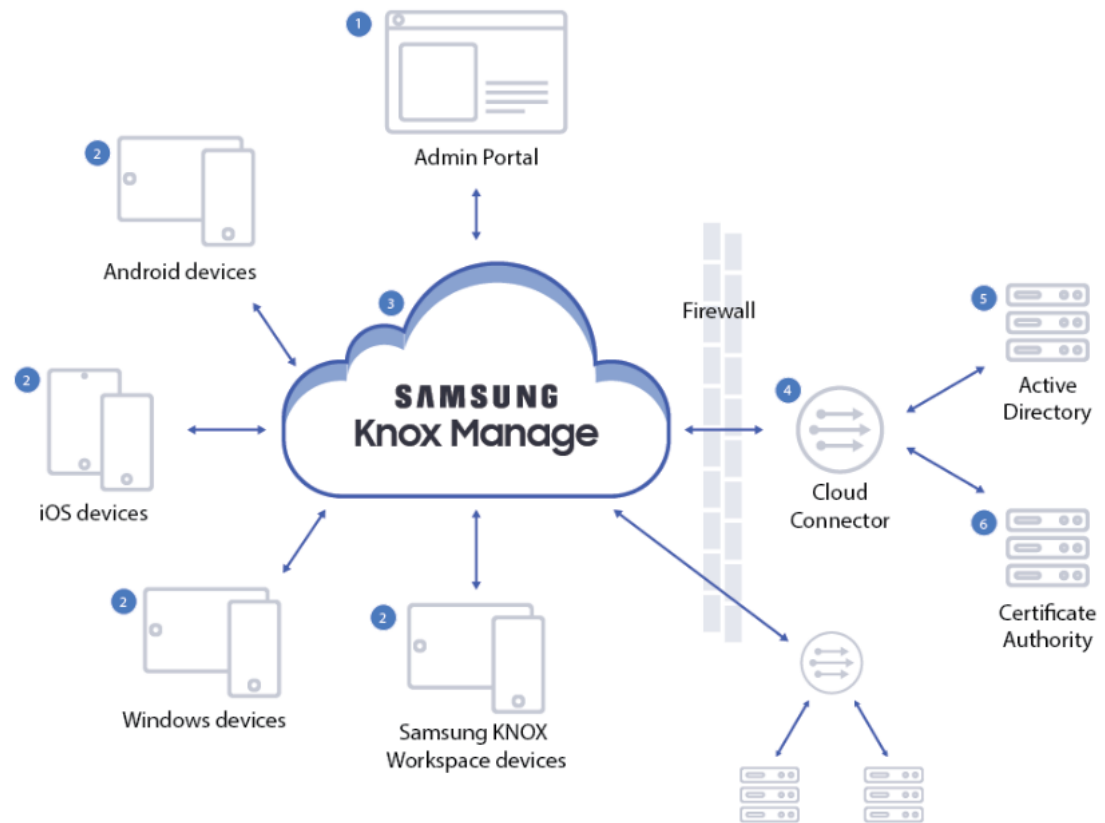 1
Admin Portal
2
Android devices
3
Firewall
5
Active
Directory
2
iOS devices
SAMSUNG
Knox Manage
4
Cloud
Connector
6
Certificate
Authority
2
Windows devices
2
Samsung KNOX
Workspace devices